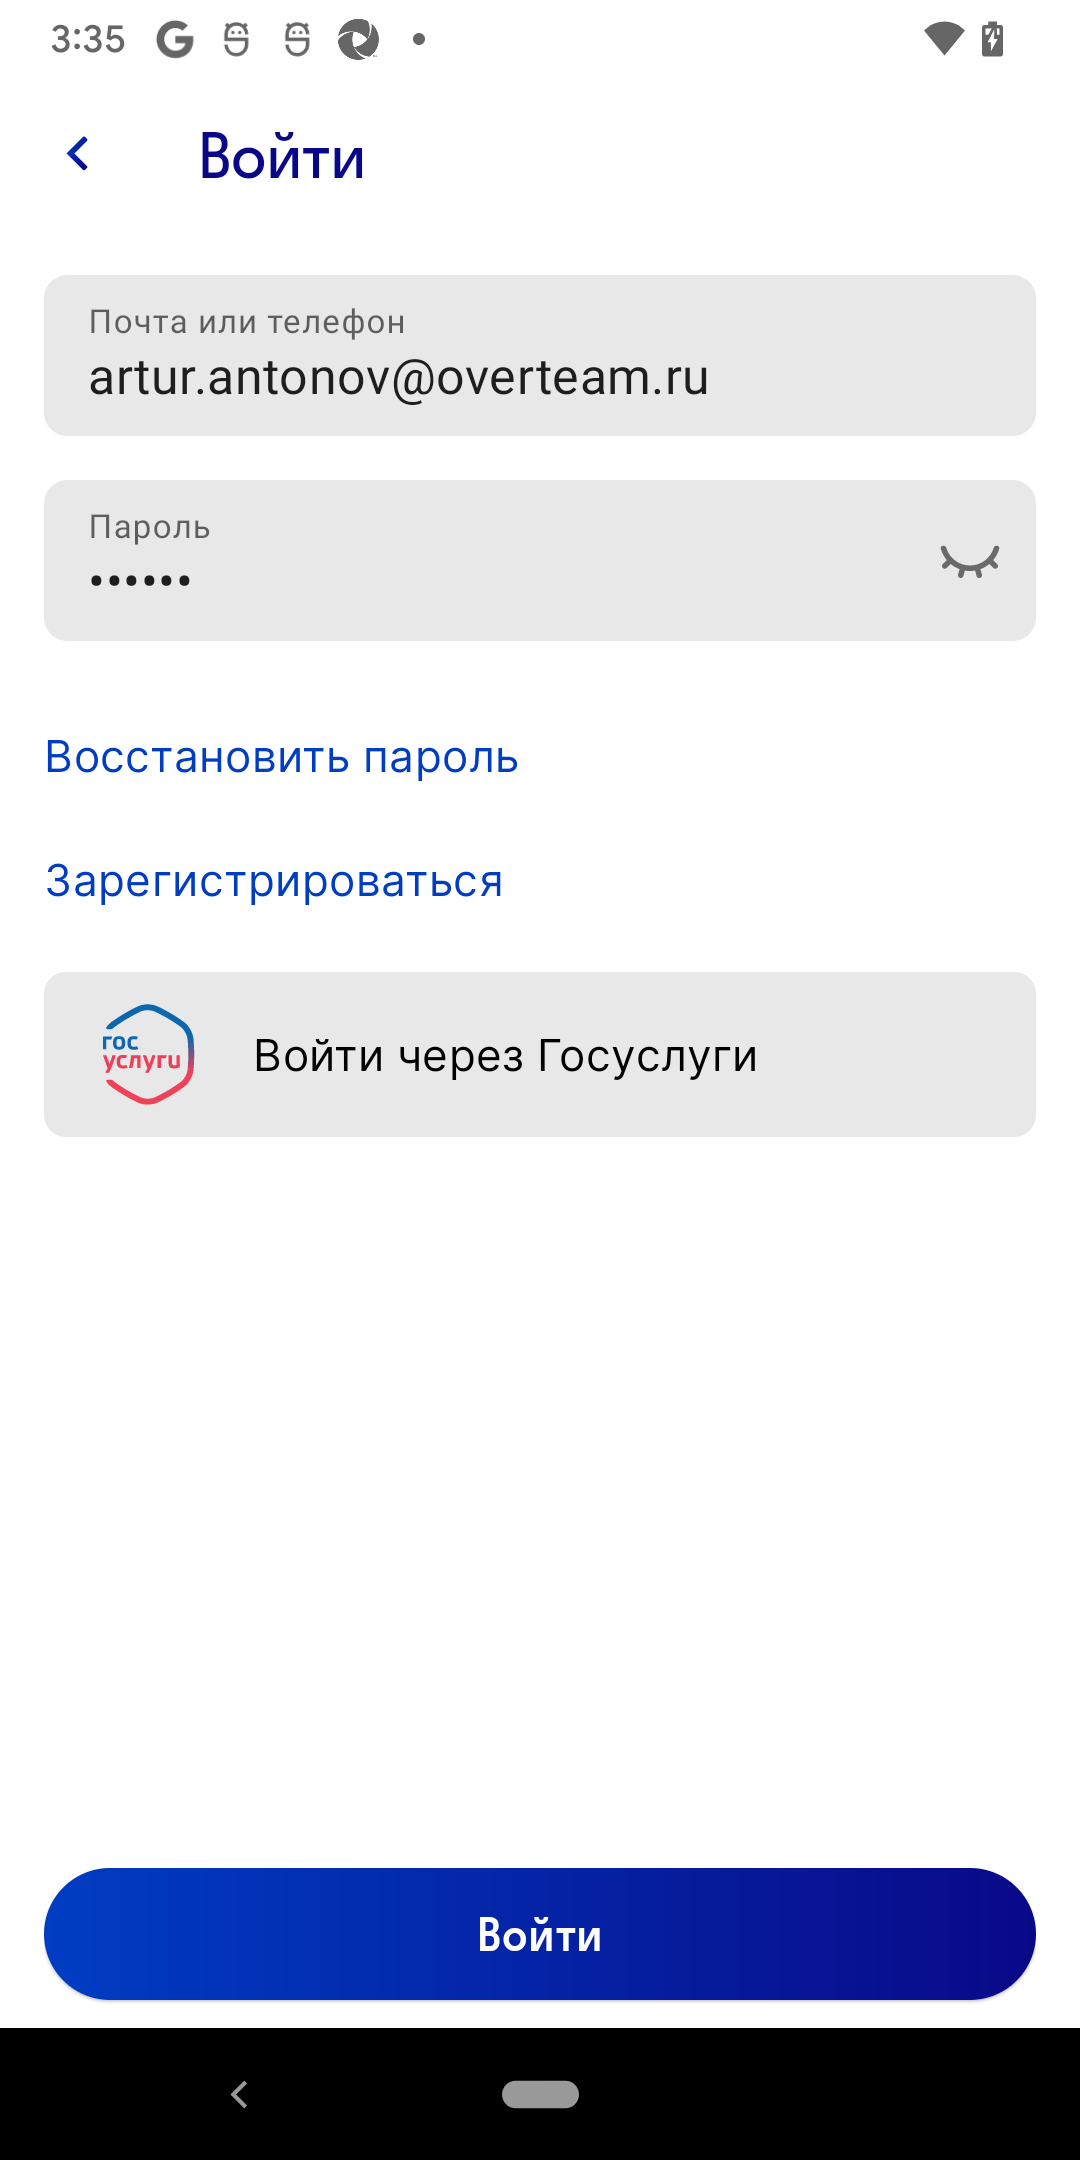 3:35
Войти
Почта или телефон
artur.antonov@overteam.ru
Пароль
••••••
Восстановить пароль
Зарегистрироваться
гос
услуги
Войти через Госуслуги
Войти